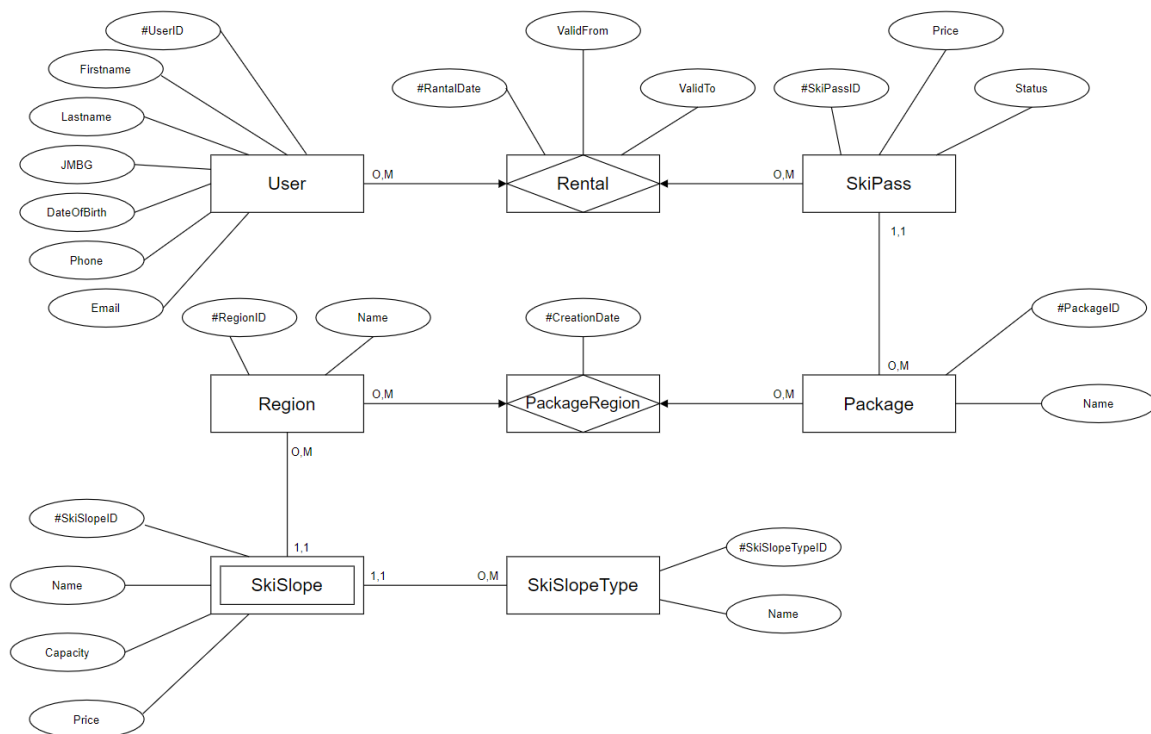 #UserID
ValidFrom
Price
Firstname
#RantalDate
ValidTo
#SkiPassID
Status
Lastname
JMBG
User
O,M
Rental
O,M
SkiPass
DateOfBirth
1,1
Phone
Email
#RegionID
Name
#CreationDate
#PackageID
O,M
Region
O,M
PackageRegion
O,M
Package
Name
O,M
#SkiSlopeID
1,1
#SkiSlopeTypeID
Name
SkiSlope
1,1
O,M
SkiSlopeType
Name
Capacity
Price